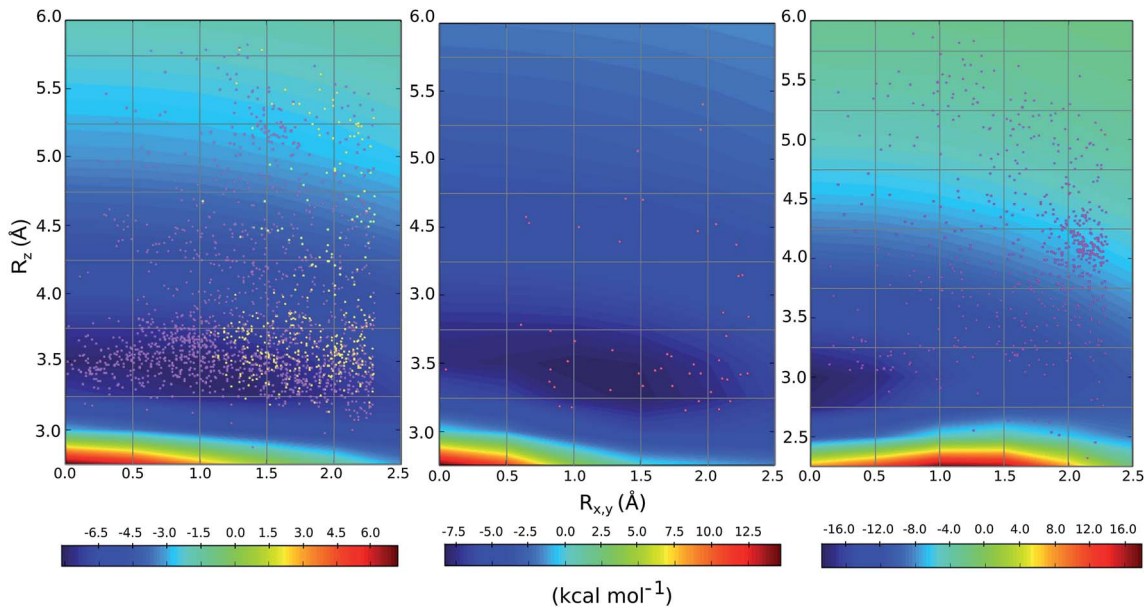 6.0 5.5 5.0 4.5 4.0 3.5 3.0
R_z (Å)
0.0 0.5 1.0 1.5 2.0 2.5
6.0 5.5 5.0 4.5 4.0 3.5 3.0
0.0 0.5 1.0 1.5 2.0 2.5
6.0 5.5 5.0 4.5 4.0 3.5 3.0 2.5
0.0 0.5 1.0 1.5 2.0 2.5
R_x,y (Å)
-6.5 -4.5 -3.0 -1.5 0.0 1.5 3.0 4.5 6.0
-7.5 -5.0 -2.5 0.0 2.5 5.0 7.5 10.0 12.5
-16.0 -12.0 -8.0 -4.0 0.0 4.0 8.0 12.0 16.0
(kcal mol⁻¹)